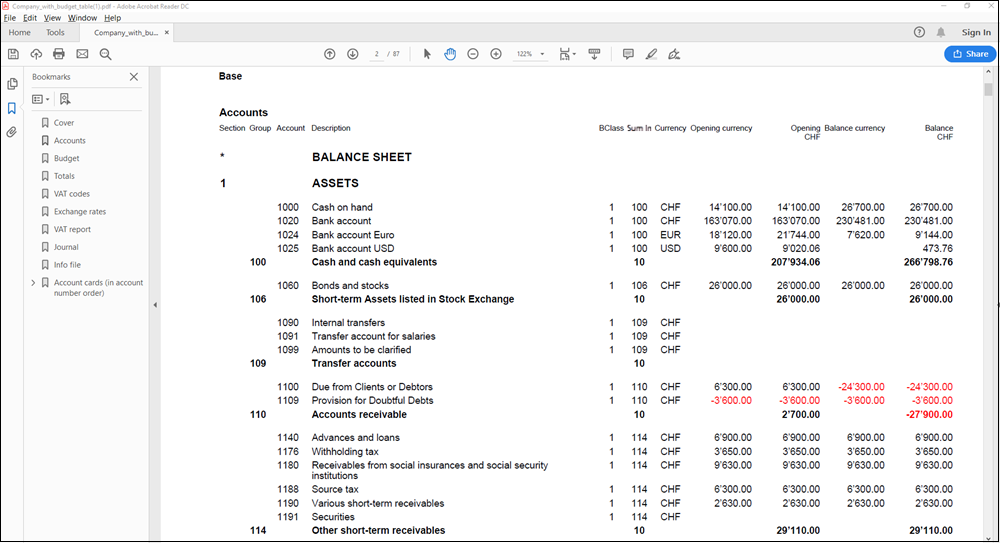 Company_with_budget_table(1).pdf - Adobe Acrobat Reader DC
File Edit View Window Help
Home Tools Company_with_bu... × Sign In
2 / 87 122% Share
Bookmarks
Cover
Accounts
Budget
Totals
VAT codes
Exchange rates
VAT report
Journal
Info file
Account cards (in account
number order)
Base
Accounts
Section Group Account Description BClass Sum In Currency Opening currency Opening Balance currency Balance
CHF CHF
* BALANCE SHEET
1 ASSETS
1000 Cash on hand 1 100 CHF 14'100.00 14'100.00 26'700.00 26'700.00
1020 Bank account 1 100 CHF 163'070.00 163'070.00 230'481.00 230'481.00
1024 Bank account Euro 1 100 EUR 18'120.00 21'744.00 7'620.00 9'144.00
1025 Bank account USD 1 100 USD 9'600.00 9'020.06 473.76
100 Cash and cash equivalents 10 207'934.06 266'798.76
1060 Bonds and stocks 1 106 CHF 26'000.00 26'000.00 26'000.00 26'000.00
106 Short-term Assets listed in Stock Exchange 10 26'000.00 26'000.00
1090 Internal transfers 1 109 CHF
1091 Transfer account for salaries 1 109 CHF
1099 Amounts to be clarified 1 109 CHF
109 Transfer accounts 10
1100 Due from Clients or Debtors 1 110 CHF 6'300.00 6'300.00 -24'300.00 -24'300.00
1109 Provision for Doubtful Debts 1 110 CHF -3'600.00 -3'600.00 -3'600.00 -3'600.00
110 Accounts receivable 10 2'700.00 -27'900.00
1140 Advances and loans 1 114 CHF 6'900.00 6'900.00 6'900.00 6'900.00
1176 Withholding tax 1 114 CHF 3'650.00 3'650.00 3'650.00 3'650.00
1180 Receivables from social insurances and social security 1 114 CHF 9'630.00 9'630.00 9'630.00 9'630.00
institutions
1188 Source tax 1 114 CHF 6'300.00 6'300.00 6'300.00 6'300.00
1190 Various short-term receivables 1 114 CHF 2'630.00 2'630.00 2'630.00 2'630.00
1191 Securities 1 114 CHF
114 Other short-term receivables 10 29'110.00 29'110.00